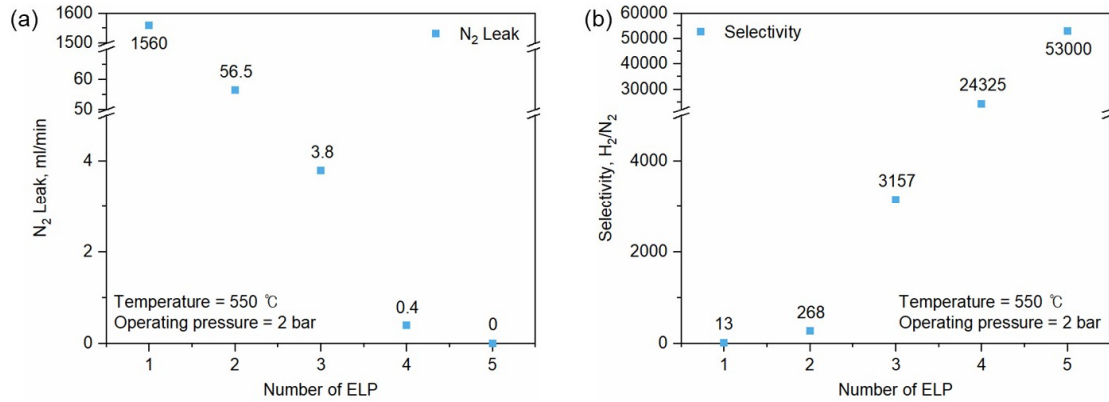 (a)
1600
1500
60
50
4
2
0
N₂ Leak, ml/min
N₂ Leak
1560
56.5
3.8
0.4
0
Temperature = 550 ℃
Operating pressure = 2 bar
1 2 3 4 5
Number of ELP
(b)
60000
50000
40000
30000
4000
2000
0
Selectivity, H₂/N₂
Selectivity
53000
24325
3157
268
13
Temperature = 550 ℃
Operating pressure = 2 bar
1 2 3 4 5
Number of ELP